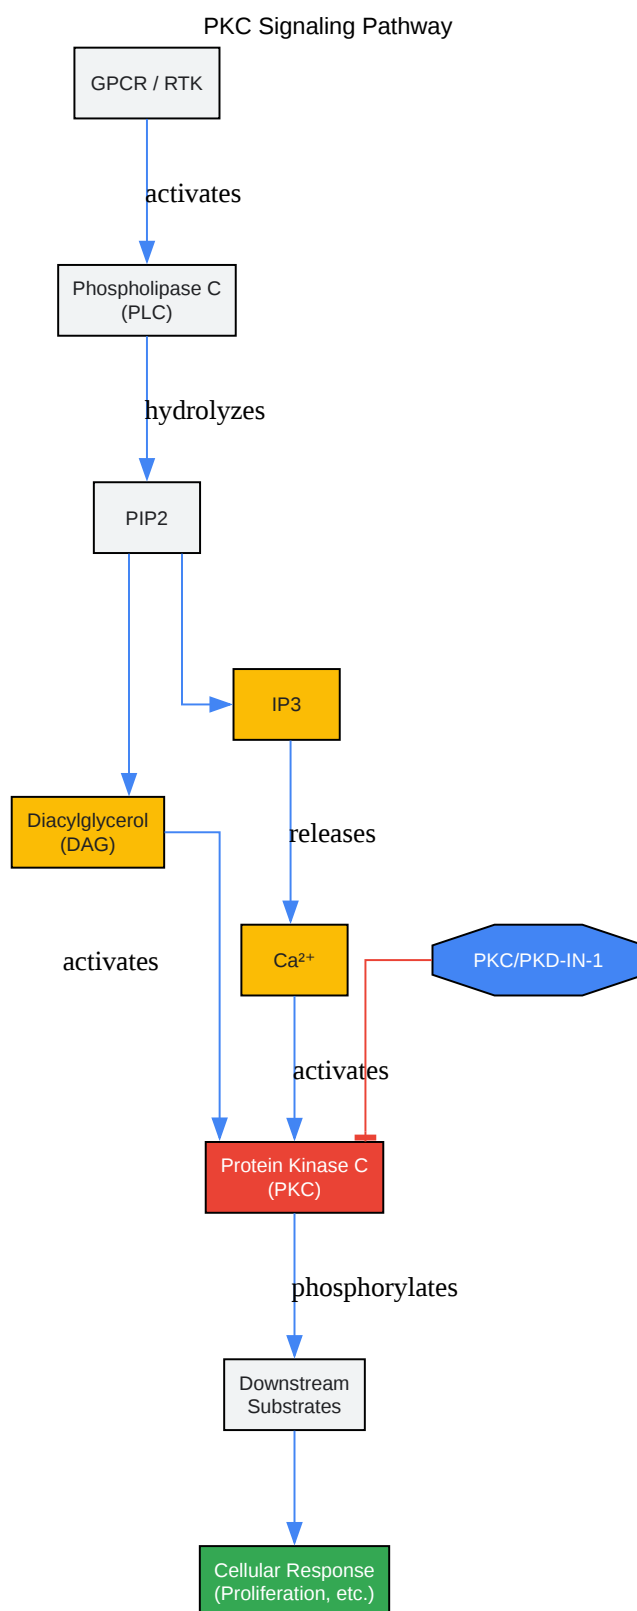 PKC Signaling Pathway
GPCR / RTK
activates
Phospholipase C
(PLC)
hydrolyzes
PIP2
IP3
Diacylglycerol
(DAG)
releases
activates
Ca²⁺
PKC/PKD-IN-1
activates
Protein Kinase C
(PKC)
phosphorylates
Downstream
Substrates
Cellular Response
(Proliferation, etc.)